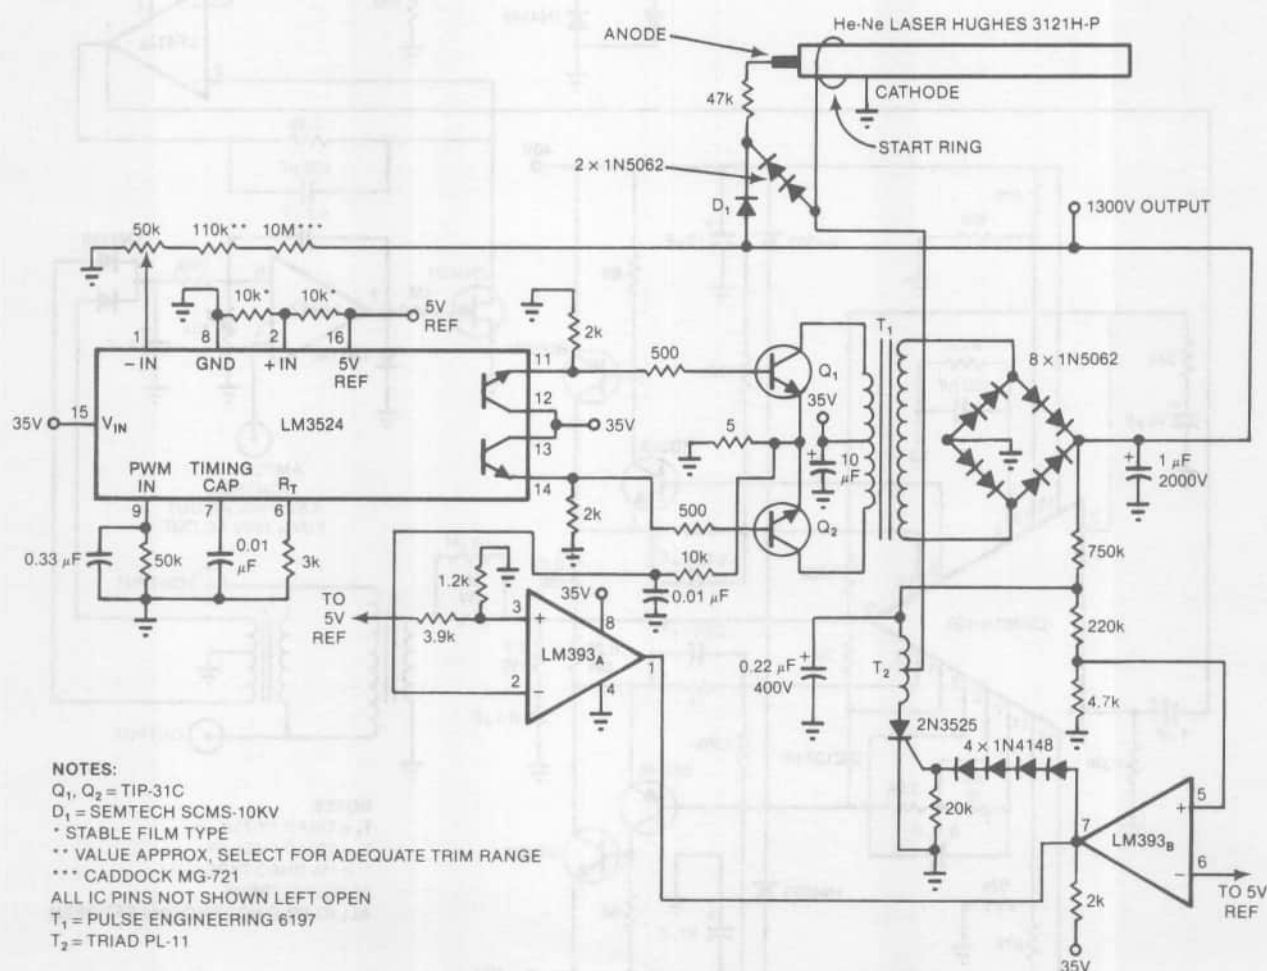 He-Ne LASER HUGHES 3121H-P
ANODE
47k
CATHODE
START RING
2 × 1N5062
D₁
1300V OUTPUT
50k
110k**
10M***
10k*
10k*
5V
REF
1
8
2
16
−IN
GND
+IN
5V
REF
35V
15
V_IN
LM3524
11
12
13
14
2k
500
Q₁
T₁
8 × 1N5062
35V
35V
5
10
μF
1 μF
2000V
PWM
IN
TIMING
CAP
R_T
9
7
6
2k
500
Q₂
10k
0.01 μF
0.33 μF
50k
0.01
μF
3k
750k
1.2k
35V
TO
5V
REF
3.9k
3
+
8
LM393_A
1
2
−
4
0.22 μF
400V
T₂
220k
4.7k
2N3525
4 × 1N4148
20k
5
+
7
LM393_B
6
−
TO 5V
REF
2k
35V
NOTES:
Q₁, Q₂ = TIP-31C
D₁ = SEMTECH SCMS-10KV
* STABLE FILM TYPE
** VALUE APPROX, SELECT FOR ADEQUATE TRIM RANGE
*** CADDOCK MG-721
ALL IC PINS NOT SHOWN LEFT OPEN
T₁ = PULSE ENGINEERING 6197
T₂ = TRIAD PL-11